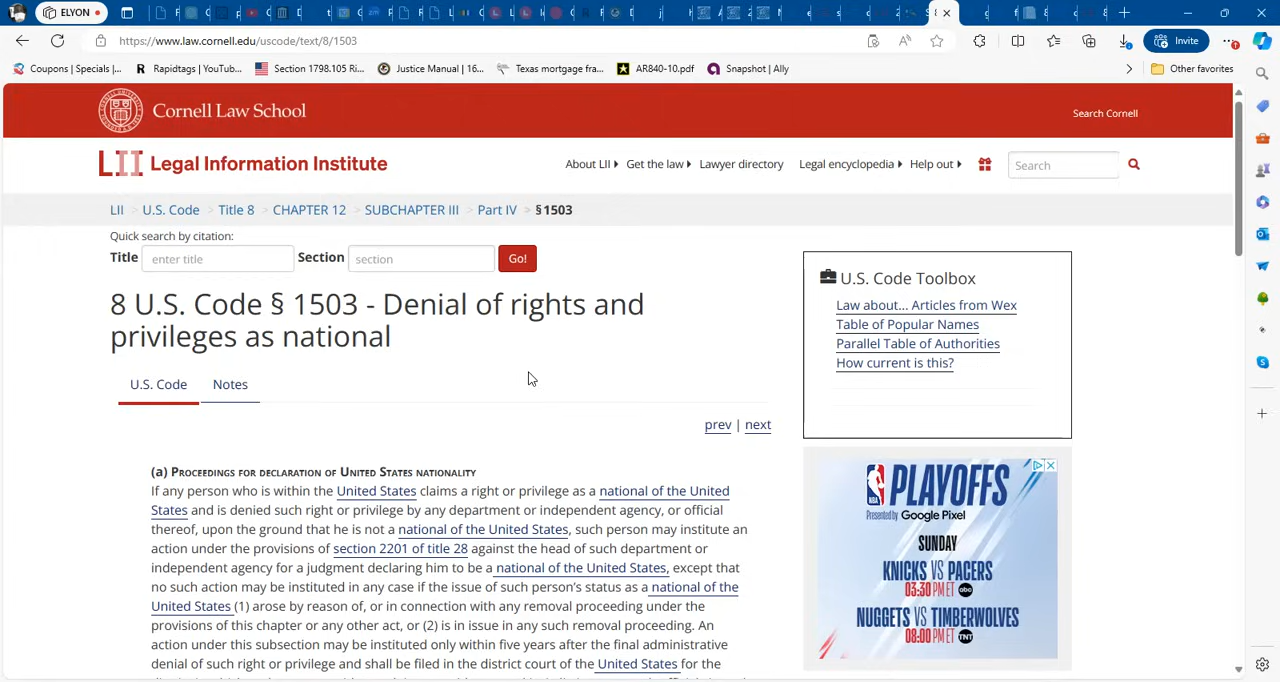 ELYON
https://www.law.cornell.edu/uscode/text/8/1503
Invite
Coupons | Specials |...
Rapidtags | YouTub...
Section 1798.105 Ri...
Justice Manual | 16...
Texas mortgage fra...
AR840-10.pdf
Snapshot | Ally
Other favorites
Cornell Law School
Search Cornell
LII Legal Information Institute
About LII
Get the law
Lawyer directory
Legal encyclopedia
Help out
Search
LII > U.S. Code > Title 8 > CHAPTER 12 > SUBCHAPTER III > Part IV > § 1503
Quick search by citation:
Title enter title Section section Go!
8 U.S. Code § 1503 - Denial of rights and
privileges as national
U.S. Code Notes
prev | next
(a) Proceedings for declaration of United States nationality
If any person who is within the United States claims a right or privilege as a national of the United
States and is denied such right or privilege by any department or independent agency, or official
thereof, upon the ground that he is not a national of the United States, such person may institute an
action under the provisions of section 2201 of title 28 against the head of such department or
independent agency for a judgment declaring him to be a national of the United States, except that
no such action may be instituted in any case if the issue of such person's status as a national of the
United States (1) arose by reason of, or in connection with any removal proceeding under the
provisions of this chapter or any other act, or (2) is in issue in any such removal proceeding. An
action under this subsection may be instituted only within five years after the final administrative
denial of such right or privilege and shall be filed in the district court of the United States for the
U.S. Code Toolbox
Law about... Articles from Wex
Table of Popular Names
Parallel Table of Authorities
How current is this?
NBA
PLAYOFFS
Presented by Google Pixel
SUNDAY
KNICKS VS PACERS
03:30 PM ET abc
NUGGETS VS TIMBERWOLVES
08:00 PM ET TNT